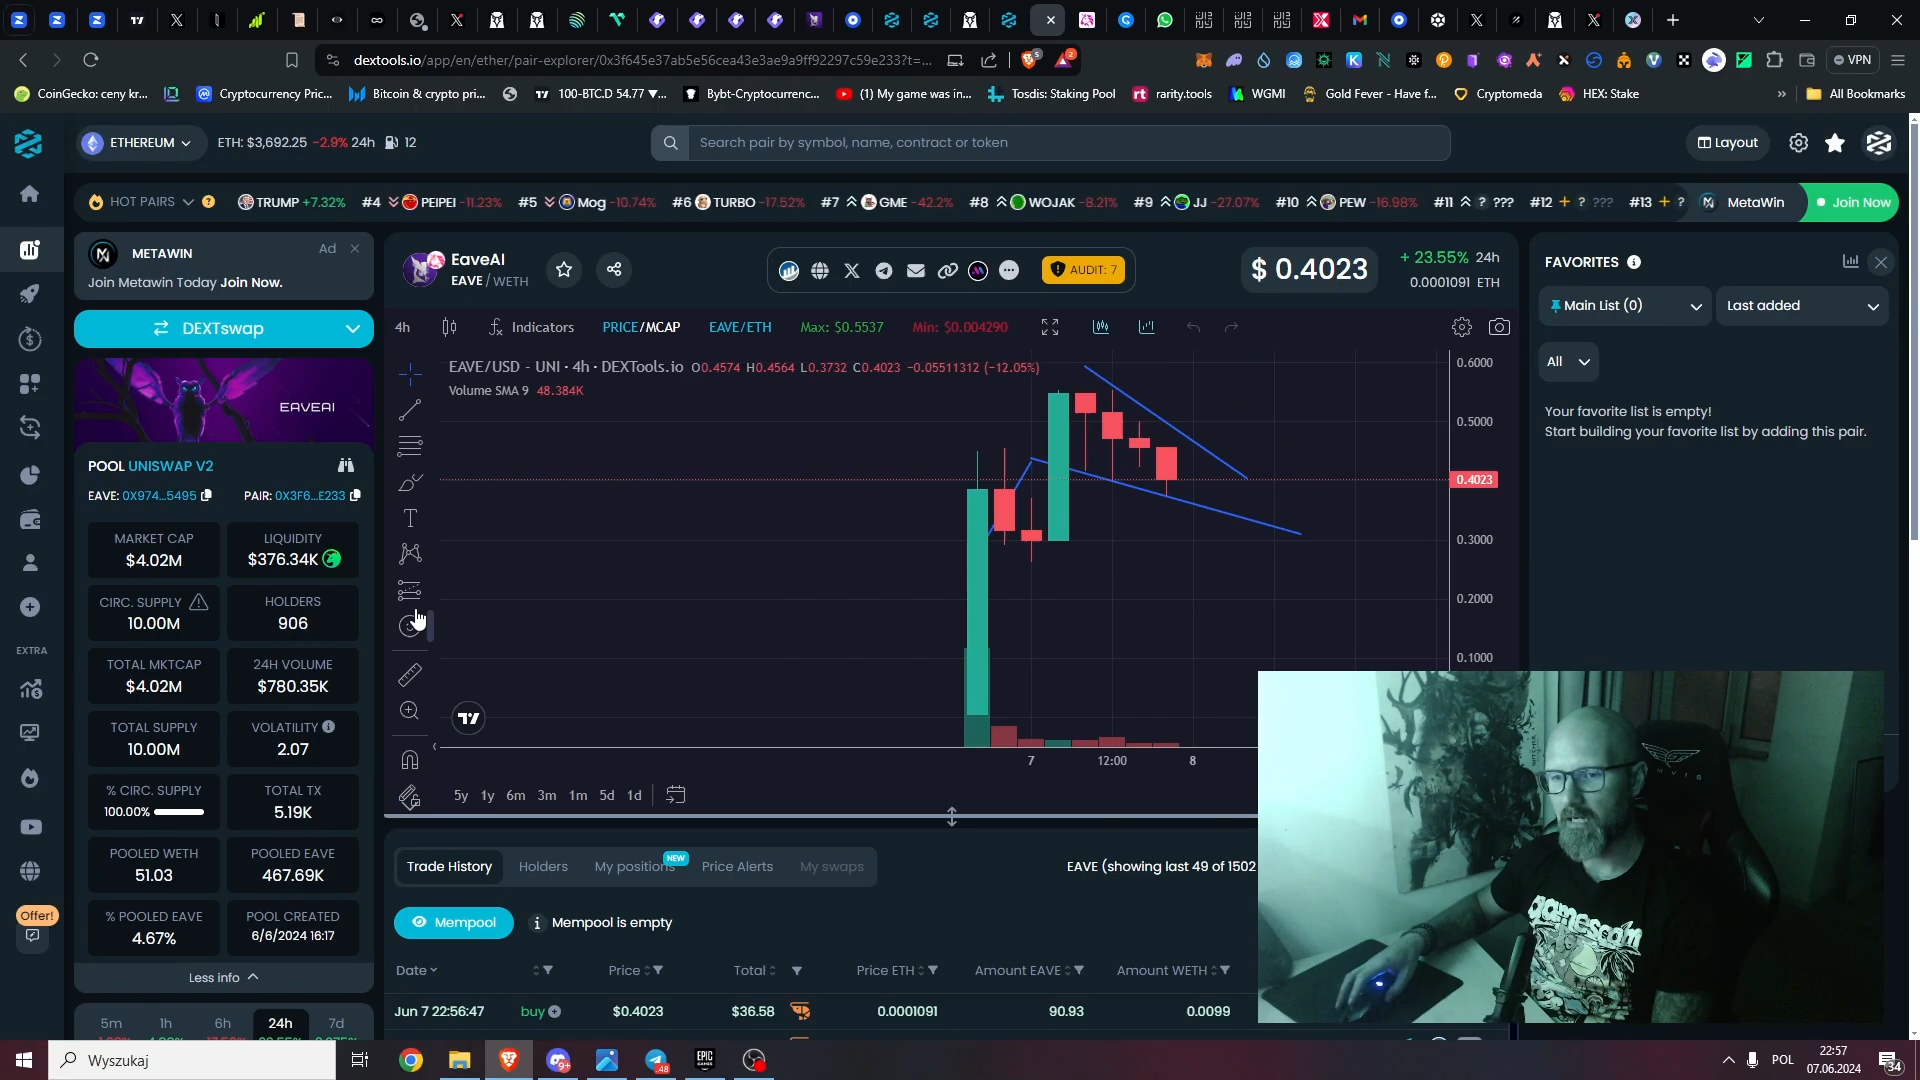 dextools.io/app/en/ether/pair-explorer/0x3f645e37ab5e56cea43e3ae9a9ff92297c59e233?t=...
5
2
VPN
CoinGecko: ceny kr...
Cryptocurrency Pric...
Bitcoin & crypto pri...
100-BTC.D 54.77 ▼...
Bybt-Cryptocurrenc...
(1) My game was in...
Tosdis: Staking Pool
rarity.tools
WGMI
Gold Fever - Have f...
Cryptomeda
HEX: Stake
»
All Bookmarks
ETHEREUM
ETH: $3,692.25 -2.9% 24h 12
Search pair by symbol, name, contract or token
Layout
HOT PAIRS
TRUMP +7.32%
#4 PEIPEI -11.23%
#5 Mog -10.74%
#6 TURBO -17.52%
#7 GME -42.2%
#8 WOJAK -8.21%
#9 JJ -27.07%
#10 PEW -16.98%
#11 ? ???
#12 + ? ???
#13 + ?
MetaWin
Join Now
METAWIN
Ad
Join Metawin Today Join Now.
DEXTswap
EAVEAI
POOL UNISWAP V2
EAVE: 0X974...5495
PAIR: 0X3F6...E233
MARKET CAP
$4.02M
LIQUIDITY
$376.34K
CIRC. SUPPLY
10.00M
HOLDERS
906
TOTAL MKTCAP
$4.02M
24H VOLUME
$780.35K
TOTAL SUPPLY
10.00M
VOLATILITY
2.07
% CIRC. SUPPLY
100.00%
TOTAL TX
5.19K
POOLED WETH
51.03
POOLED EAVE
467.69K
% POOLED EAVE
4.67%
POOL CREATED
6/6/2024 16:17
Less info
5m 1h 6h 24h 7d
EXTRA
Offer!
EaveAI
EAVE / WETH
AUDIT: 7
$ 0.4023
+ 23.55% 24h
0.0001091 ETH
4h
Indicators
PRICE/MCAP
EAVE/ETH
Max: $0.5537
Min: $0.004290
EAVE/USD - UNI · 4h · DEXTools.io O0.4574 H0.4564 L0.3732 C0.4023 -0.05511312 (-12.05%)
Volume SMA 9 48.384K
0.6000
0.5000
0.4023
0.3000
0.2000
0.1000
7 12:00 8
5y 1y 6m 3m 1m 5d 1d
Trade History
Holders
My positions
NEW
Price Alerts
My swaps
EAVE (showing last 49 of 1502
Mempool
Mempool is empty
Date
Price
Total
Price ETH
Amount EAVE
Amount WETH
Jun 7 22:56:47 buy $0.4023 $36.58 0.0001091 90.93 0.0099
FAVORITES
Main List (0)
Last added
All
Your favorite list is empty!
Start building your favorite list by adding this pair.
gamescom
Wyszukaj
9+
48
EPIC
GAMES
POL
22:57
07.06.2024
34